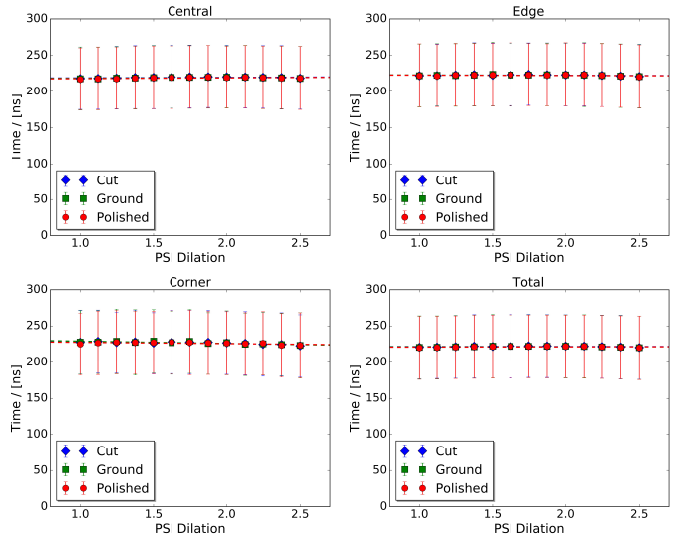 Central
300
250
200
150
100
50
0
Time / [ns]
Cut
Ground
Polished
1.0 1.5 2.0 2.5
PS Dilation
Edge
300
250
200
150
100
50
0
Time / [ns]
Cut
Ground
Polished
1.0 1.5 2.0 2.5
PS Dilation
Corner
300
250
200
150
100
50
0
Time / [ns]
Cut
Ground
Polished
1.0 1.5 2.0 2.5
PS Dilation
Total
300
250
200
150
100
50
0
Time / [ns]
Cut
Ground
Polished
1.0 1.5 2.0 2.5
PS Dilation